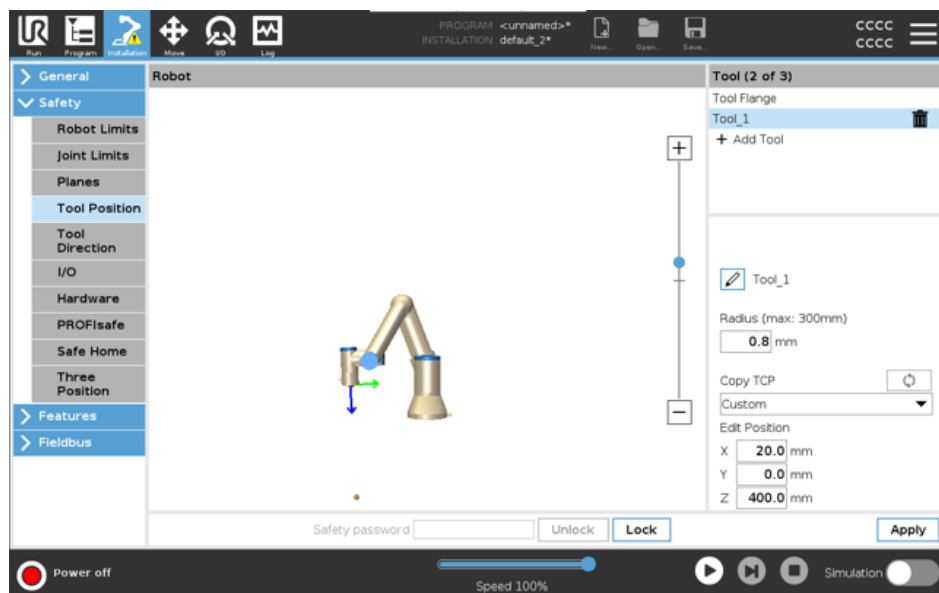 PROGRAM <unnamed>*
INSTALLATION default_2*
UR
Run
Program
Installation
Move
I/O
Log
New...
Open...
Save...
CCCC
CCCC
General
Safety
Robot Limits
Joint Limits
Planes
Tool Position
Tool
Direction
I/O
Hardware
PROFIsafe
Safe Home
Three
Position
Features
Fieldbus
Robot
Tool (2 of 3)
Tool Flange
Tool_1
+ Add Tool
Tool_1
Radius (max: 300mm)
0.8 mm
Copy TCP
Custom
Edit Position
X 20.0 mm
Y 0.0 mm
Z 400.0 mm
Safety password
Unlock
Lock
Apply
Power off
Speed 100%
Simulation